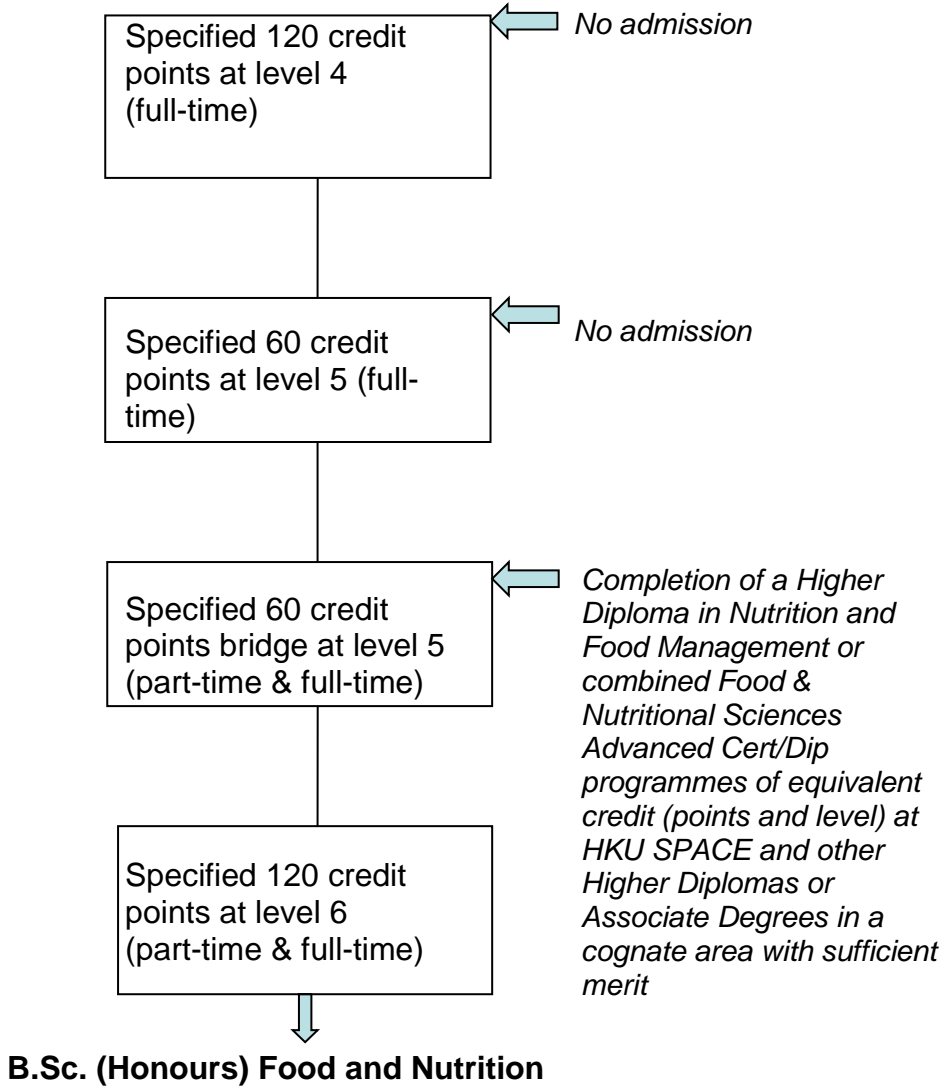 Specified 120 credit
points at level 4
(full-time)
No admission
Specified 60 credit
points at level 5 (full-
time)
No admission
Specified 60 credit
points bridge at level 5
(part-time & full-time)
Completion of a Higher
Diploma in Nutrition and
Food Management or
combined Food &
Nutritional Sciences
Advanced Cert/Dip
programmes of equivalent
credit (points and level) at
HKU SPACE and other
Higher Diplomas or
Associate Degrees in a
cognate area with sufficient
merit
Specified 120 credit
points at level 6
(part-time & full-time)
B.Sc. (Honours) Food and Nutrition